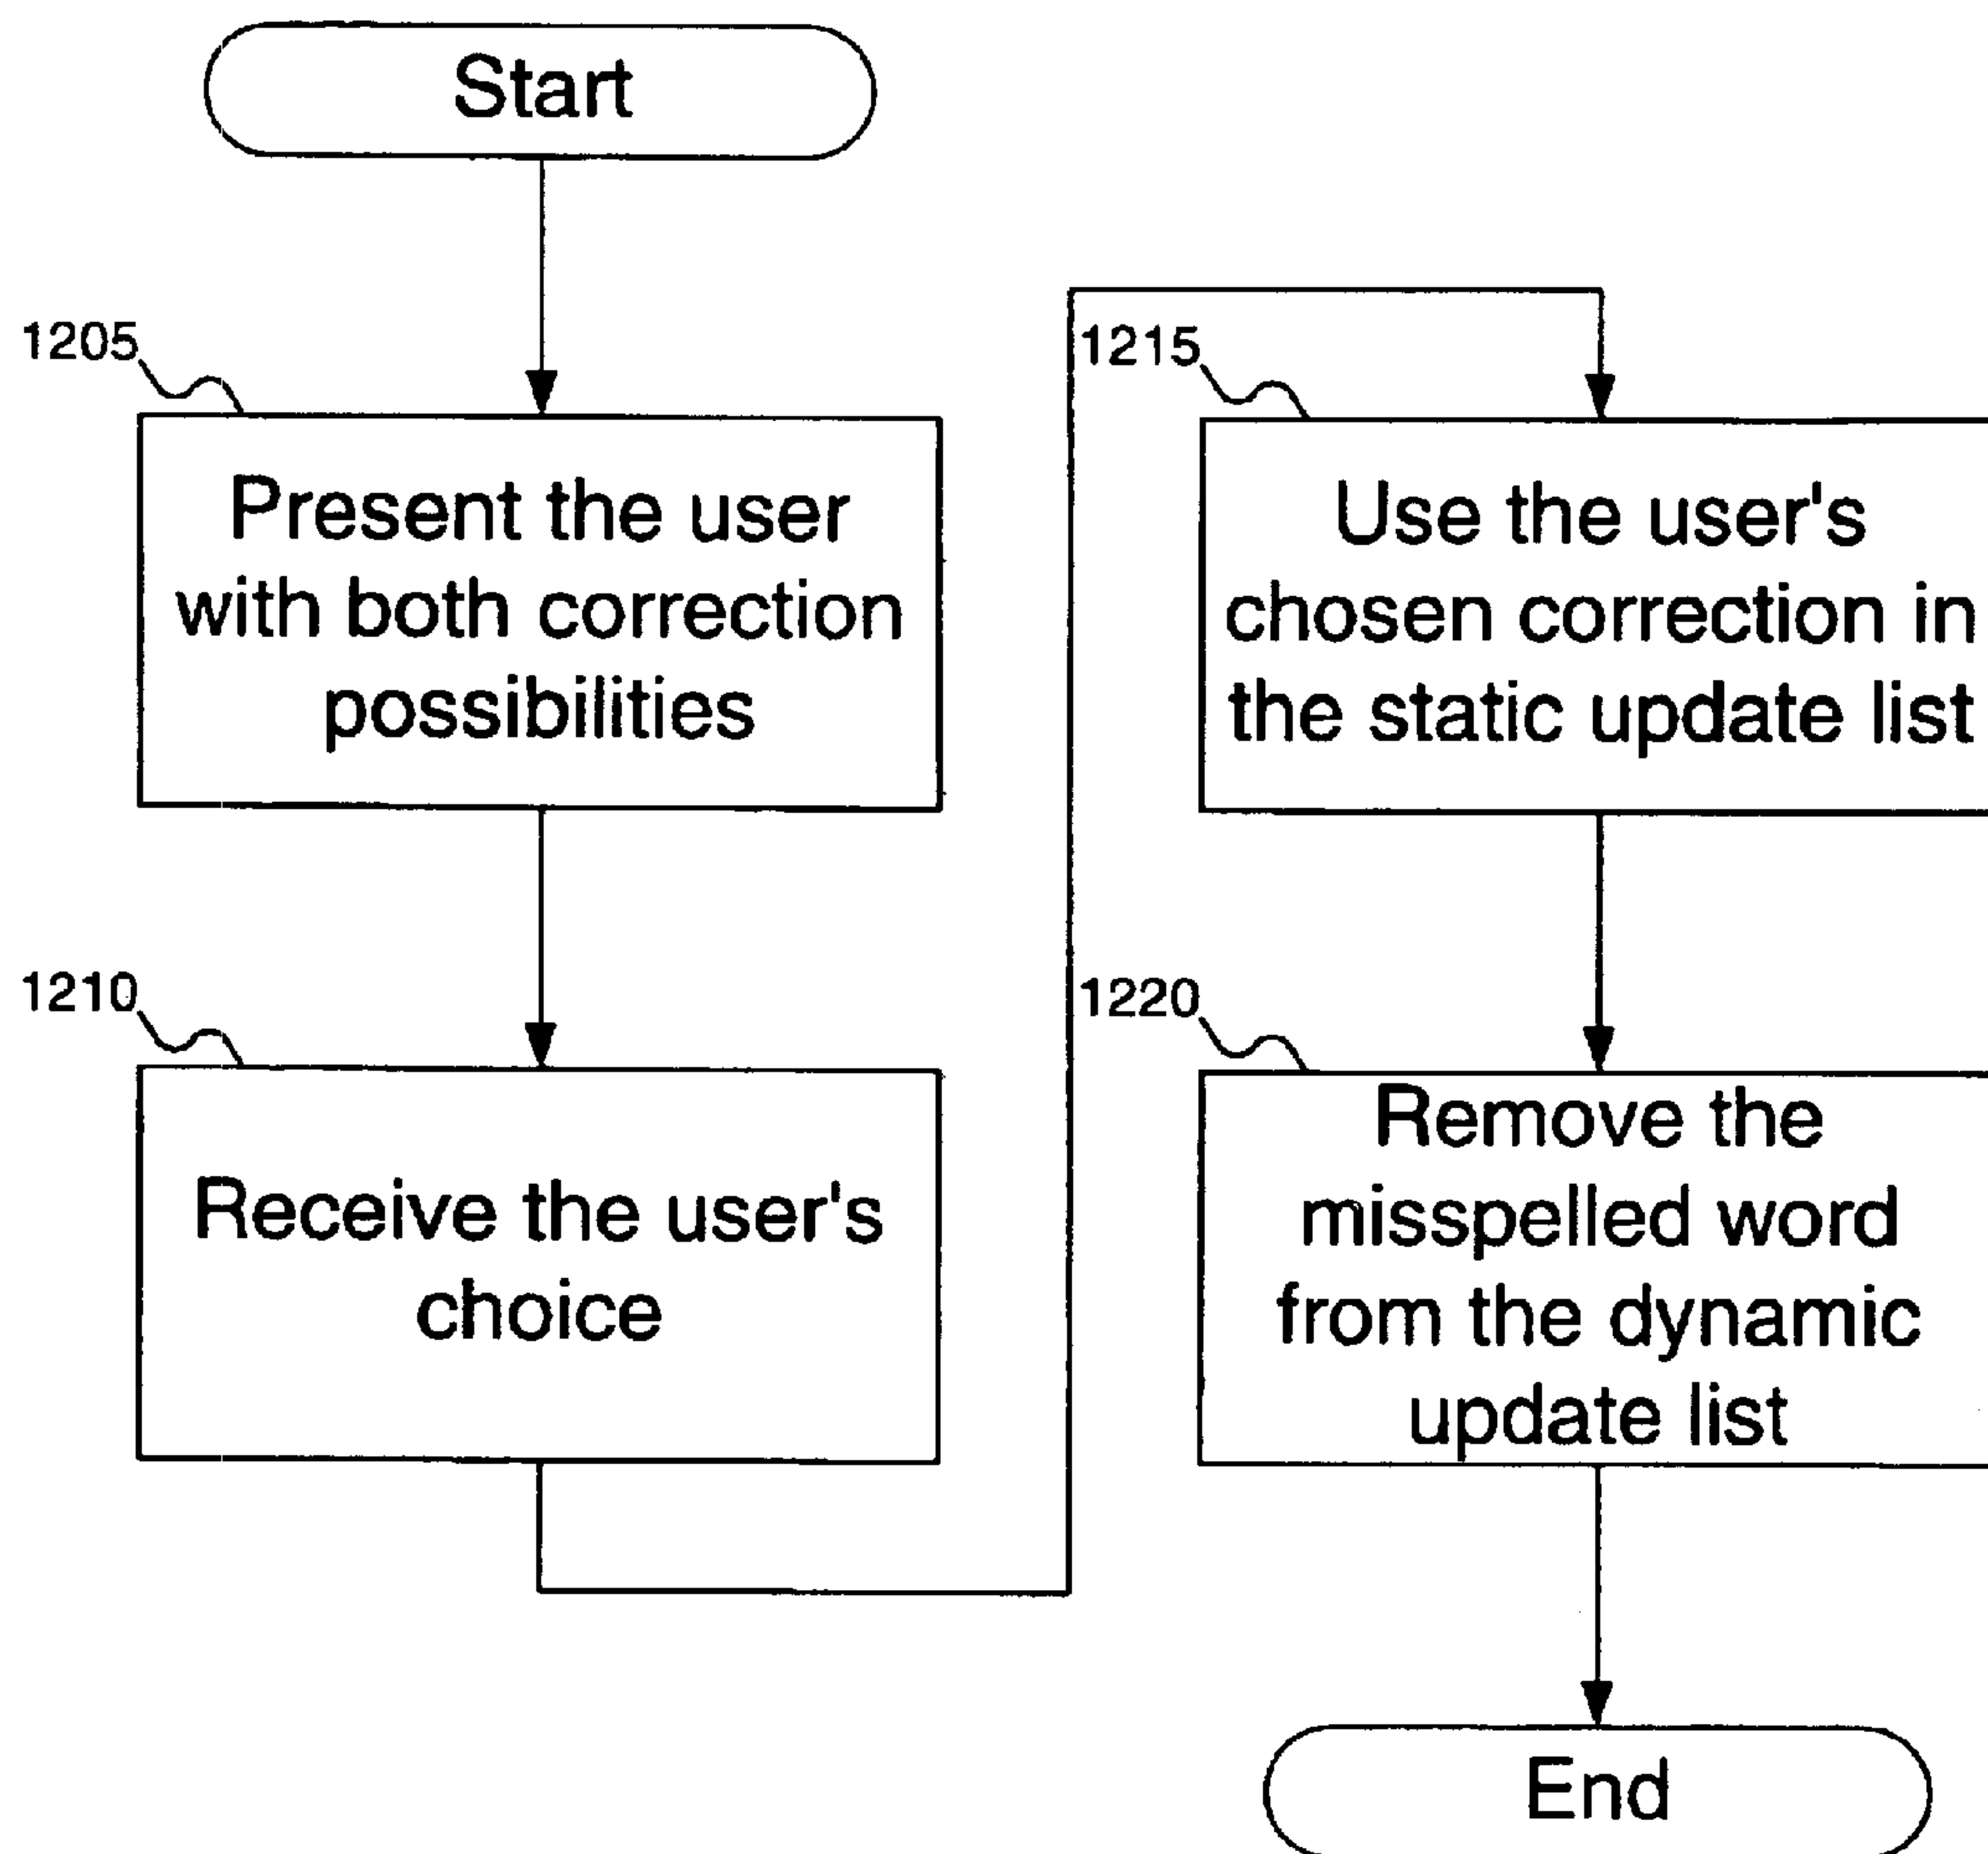 Start
1205
Present the user
with both correction
possibilities
1210
Receive the user's
choice
1215
Use the user's
chosen correction in
the static update list
1220
Remove the
misspelled word
from the dynamic
update list
End